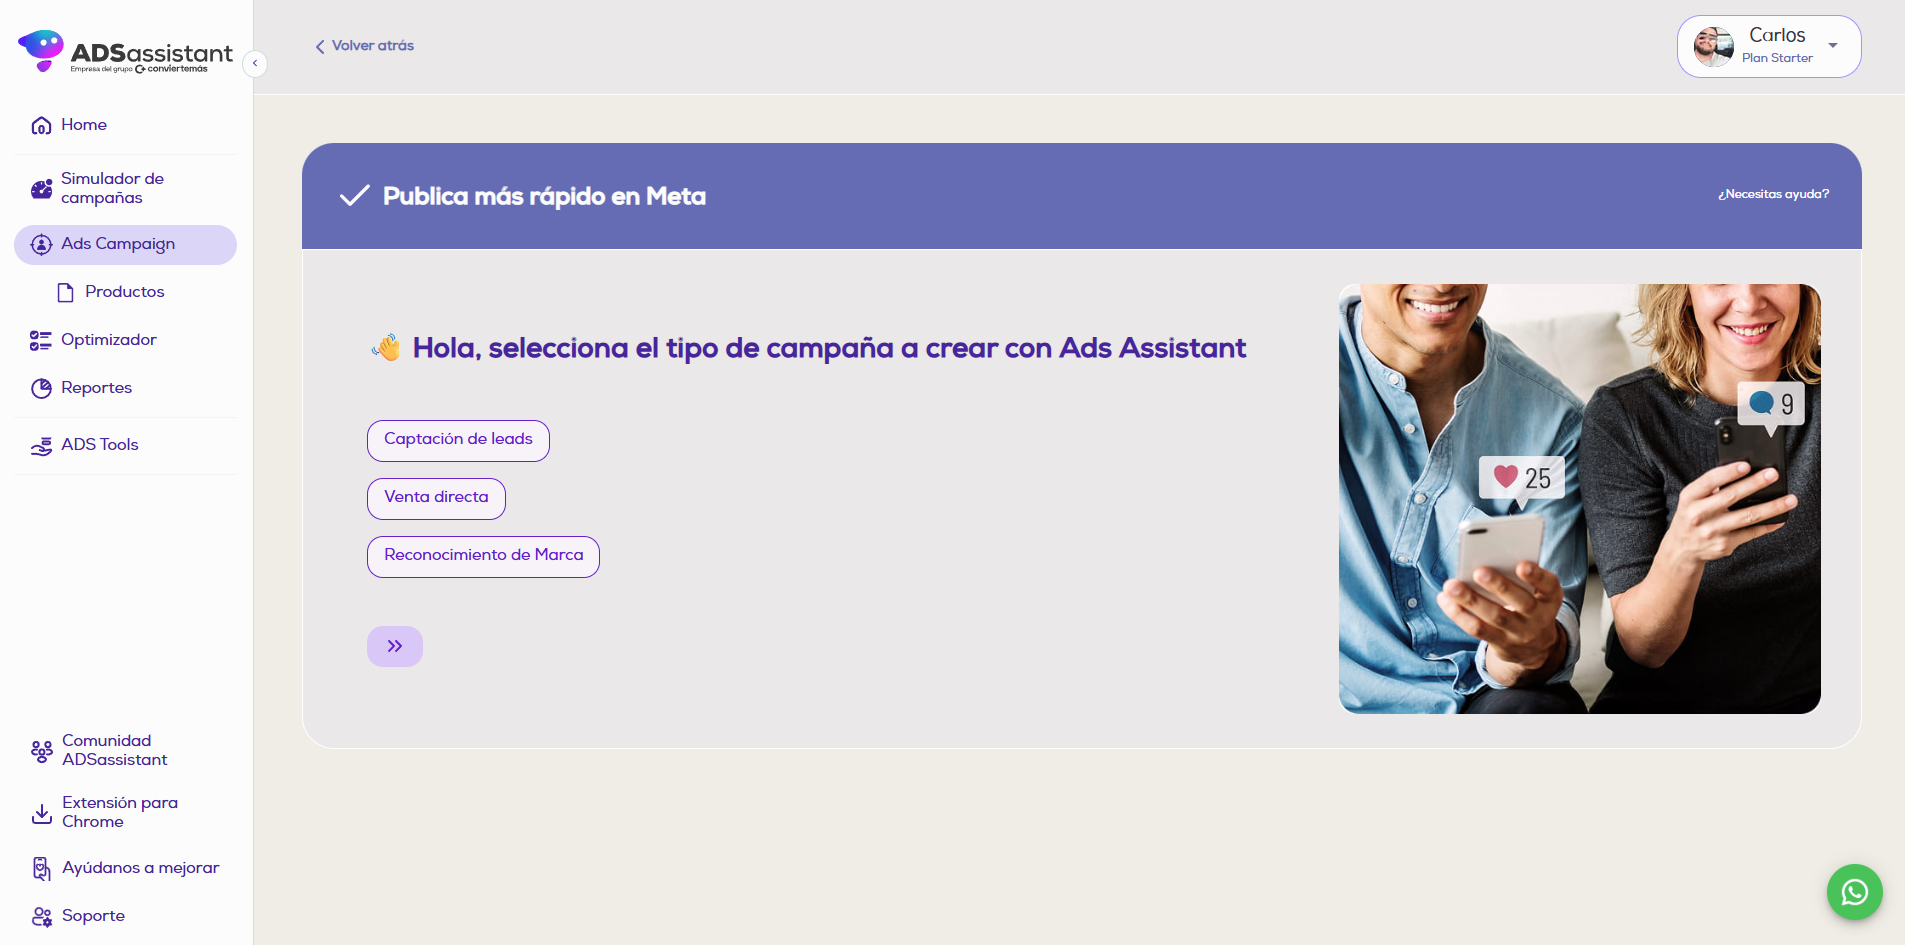 ADSassistant
Empresa del grupo conviertemás
Home
Simulador de
campañas
Ads Campaign
Productos
Optimizador
Reportes
ADS Tools
Comunidad
ADSassistant
Extensión para
Chrome
Ayúdanos a mejorar
Soporte
Volver atrás
Carlos
Plan Starter
Publica más rápido en Meta
¿Necesitas ayuda?
👋 Hola, selecciona el tipo de campaña a crear con Ads Assistant
Captación de leads
Venta directa
Reconocimiento de Marca
9
25